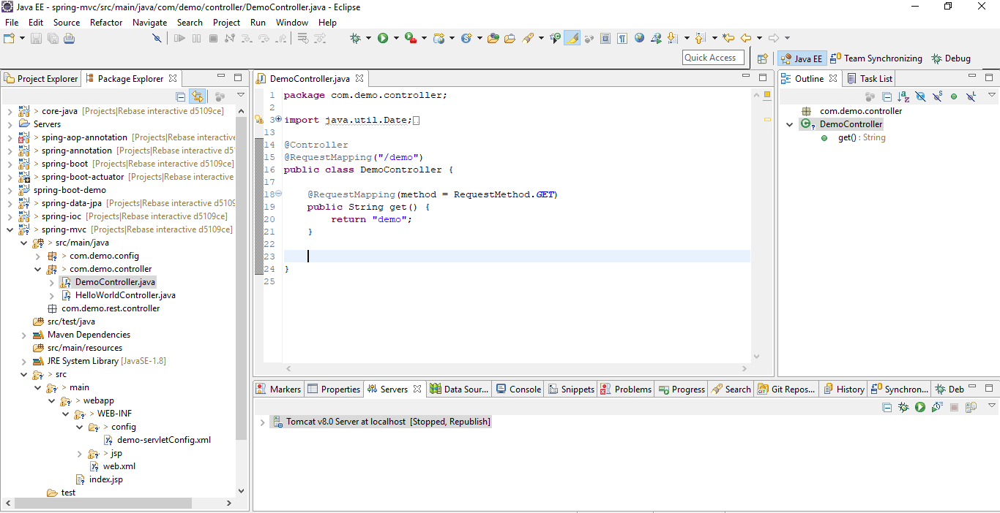 Java EE - spring-mvc/src/main/java/com/demo/controller/DemoController.java - Eclipse
File Edit Source Refactor Navigate Search Project Run Window Help
Quick Access
Java EE
Team Synchronizing
Debug
Project Explorer
Package Explorer
> core-java [Projects|Rebase interactive d5109ce]
Servers
> sping-aop-annotation [Projects|Rebase interactive
> spring-annotation [Projects|Rebase interactive d5
> spring-boot [Projects|Rebase interactive d5109ce]
> spring-boot-actuator [Projects|Rebase interactive
spring-boot-demo
> spring-data-jpa [Projects|Rebase interactive d5109
> spring-ioc [Projects|Rebase interactive d5109ce]
> spring-mvc [Projects|Rebase interactive d5109ce]
> src/main/java
> com.demo.config
> com.demo.controller
DemoController.java
HelloWorldController.java
com.demo.rest.controller
src/test/java
Maven Dependencies
src/main/resources
JRE System Library [JavaSE-1.8]
> src
> main
> webapp
> WEB-INF
> config
demo-servletConfig.xml
> jsp
web.xml
index.jsp
test
DemoController.java
1 package com.demo.controller;
2
3 import java.util.Date;
13
14 @Controller
15 @RequestMapping("/demo")
16 public class DemoController {
17
18 @RequestMapping(method = RequestMethod.GET)
19 public String get() {
20 return "demo";
21 }
22
23
24 }
25
Outline
Task List
com.demo.controller
DemoController
get() : String
Markers Properties Servers Data Sour... Console Snippets Problems Progress Search Git Repos... History Synchron... Deb
Tomcat v8.0 Server at localhost [Stopped, Republish]